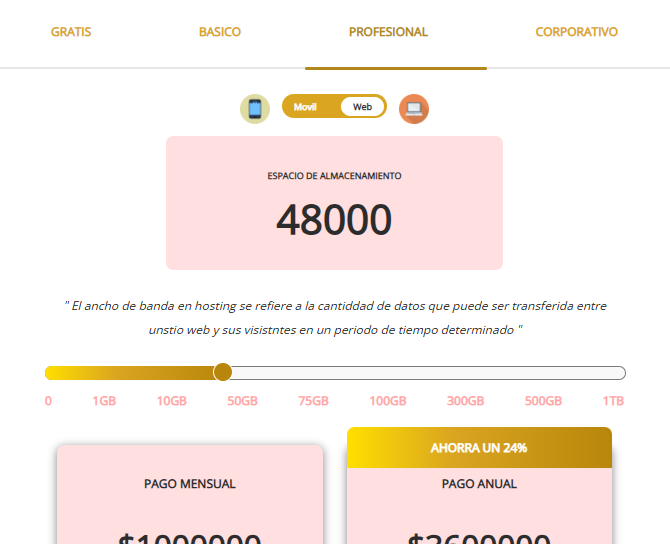 GRATIS BASICO PROFESIONAL CORPORATIVO
Movil Web
ESPACIO DE ALMACENAMIENTO
48000
" El ancho de banda en hosting se refiere a la cantiddad de datos que puede ser transferida entre
unstio web y sus visistntes en un periodo de tiempo determinado "
0 1GB 10GB 50GB 75GB 100GB 300GB 500GB 1TB
AHORRA UN 24%
PAGO MENSUAL PAGO ANUAL
$1000000 $3600000